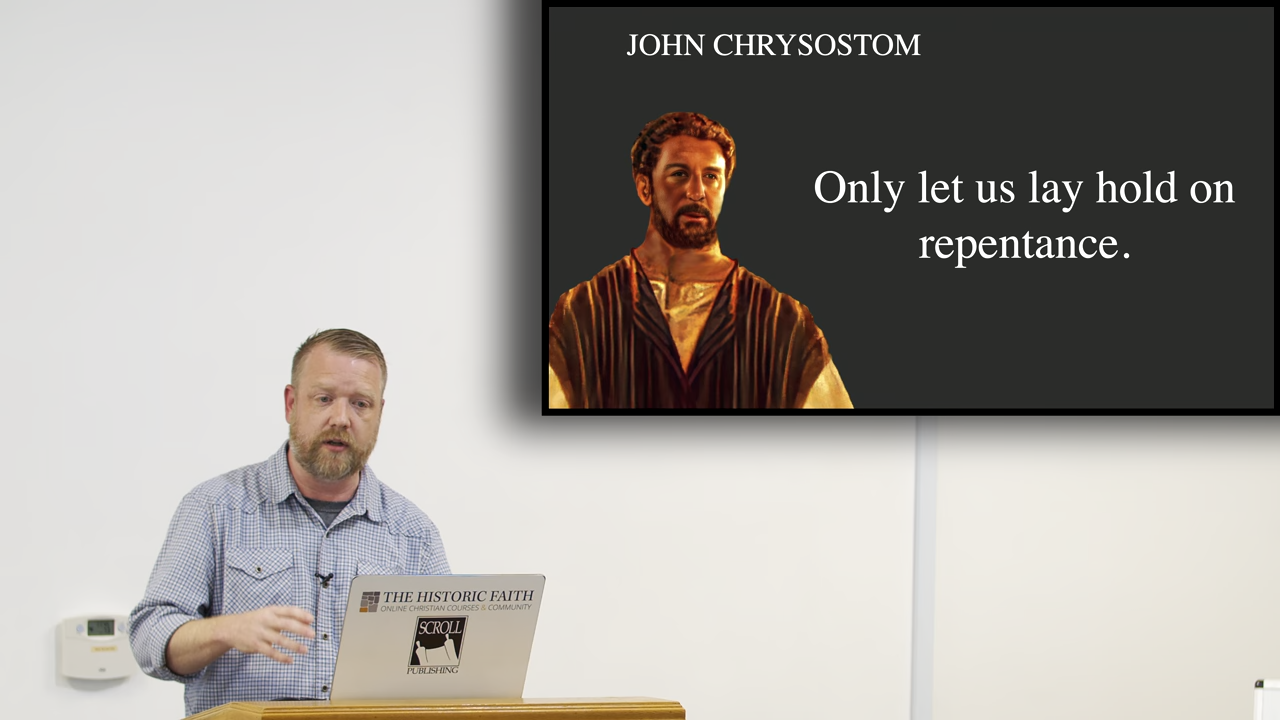 JOHN CHRYSOSTOM
Only let us lay hold on
repentance.
THE HISTORIC FAITH
ONLINE CHRISTIAN COURSES & COMMUNITY
SCROLL
PUBLISHING